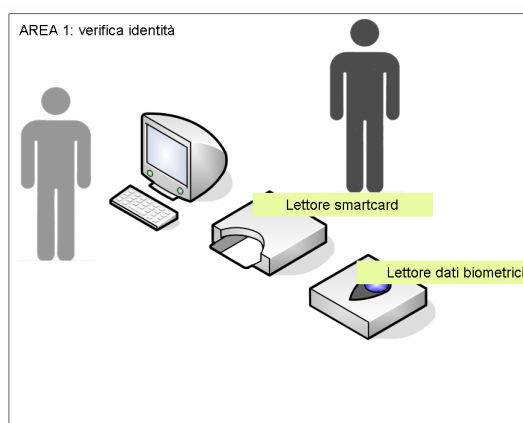 AREA 1: verifica identità
Lettore smartcard
Lettore dati biometrici